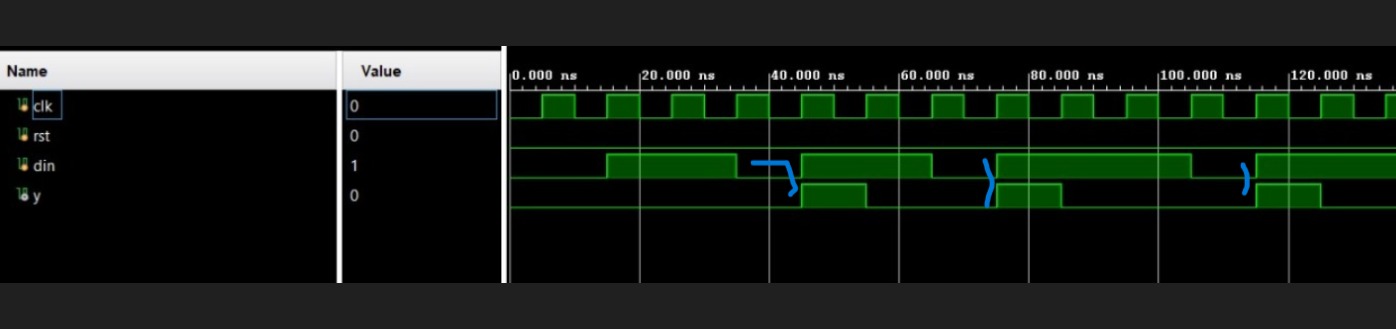 Name Value
0.000 ns 20.000 ns 40.000 ns 60.000 ns 80.000 ns 100.000 ns 120.000 ns
clk 0
rst 0
din 1
y 0